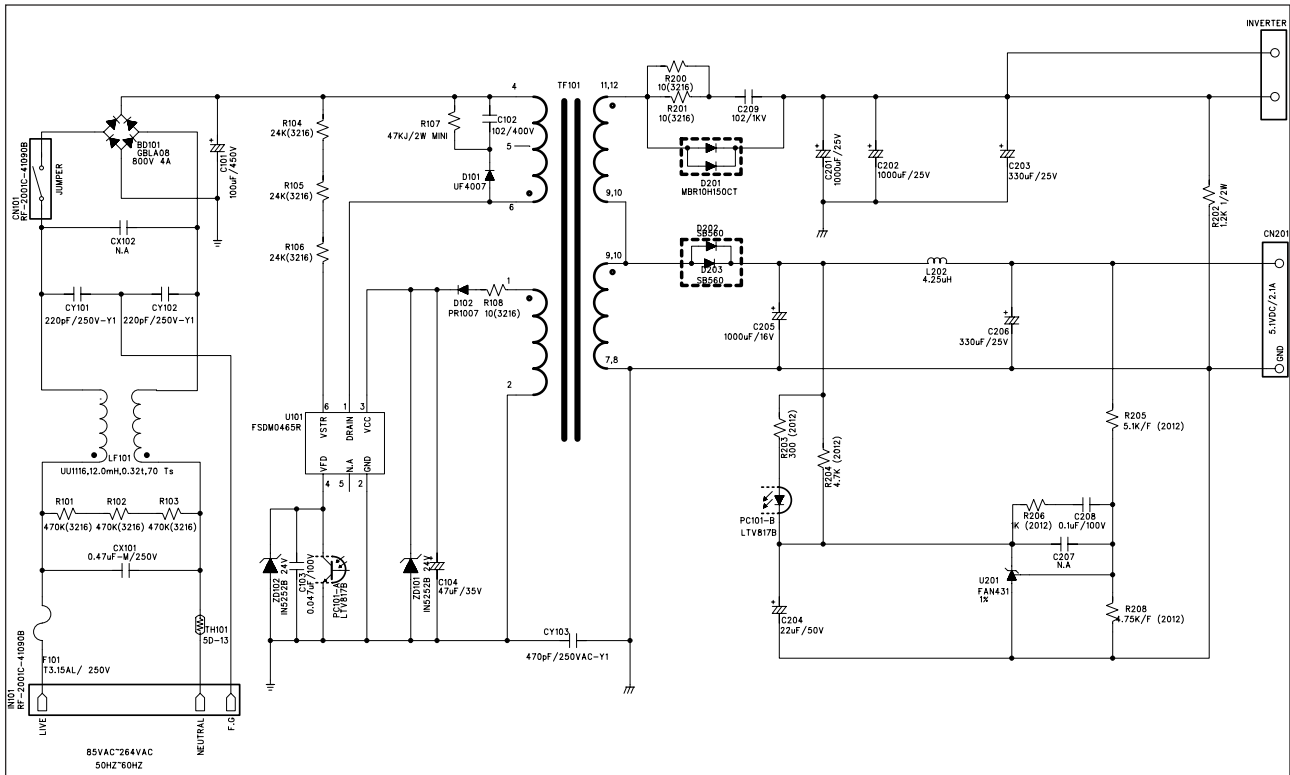 INVERTER
TF101
4
5
6
11,12
9,10
R200
10(3216)
R201
10(3216)
C209
102/1KV
D201
MBR10H150CT
C201
1000uF/25V
C202
1000uF/25V
C203
330uF/25V
R202
1.2K 1/2W
CN201
5.1VDC/2.1A
GND
R107
47KJ/2W MINI
C102
102/400V
D101
UF4007
R104
24K(3216)
R105
24K(3216)
R106
24K(3216)
BD101
GBLA08
800V 4A
C101
100uF/450V
CN101
RF-2001C-41090B
JUMPER
CX102
N.A
CY101
220pF/250V-Y1
CY102
220pF/250V-Y1
D202
SB560
D203
SB560
9,10
7,8
L202
4.25uH
C205
1000uF/16V
C206
330uF/25V
1
2
D102
PR1007
R108
10(3216)
U101
FSDM0465R
6
1
3
VSTR
DRAIN
VCC
VFD
N.A
GND
4
5
2
LF101
UU1116,12.0mH,0.32t,70 Ts
R101
470K(3216)
R102
470K(3216)
R103
470K(3216)
CX101
0.47uF-M/250V
R203
300 (2012)
R204
4.7K (2012)
R205
5.1K/F (2012)
PC101-B
LTV817B
R206
1K (2012)
C208
0.1uF/100V
C207
N.A
U201
FAN431
1%
R208
4.75K/F (2012)
C204
22uF/50V
ZD102
IN5252B 24V
C103
0.047uF/100V
PC101-A
LTV817B
ZD101
IN5252B 24V
C104
47uF/35V
CY103
470pF/250VAC-Y1
TH101
5D-13
F101
T3.15AL/ 250V
IN101
RF-2001C-41090B
LIVE
NEUTRAL
F.G
85VAC~264VAC
50HZ~60HZ